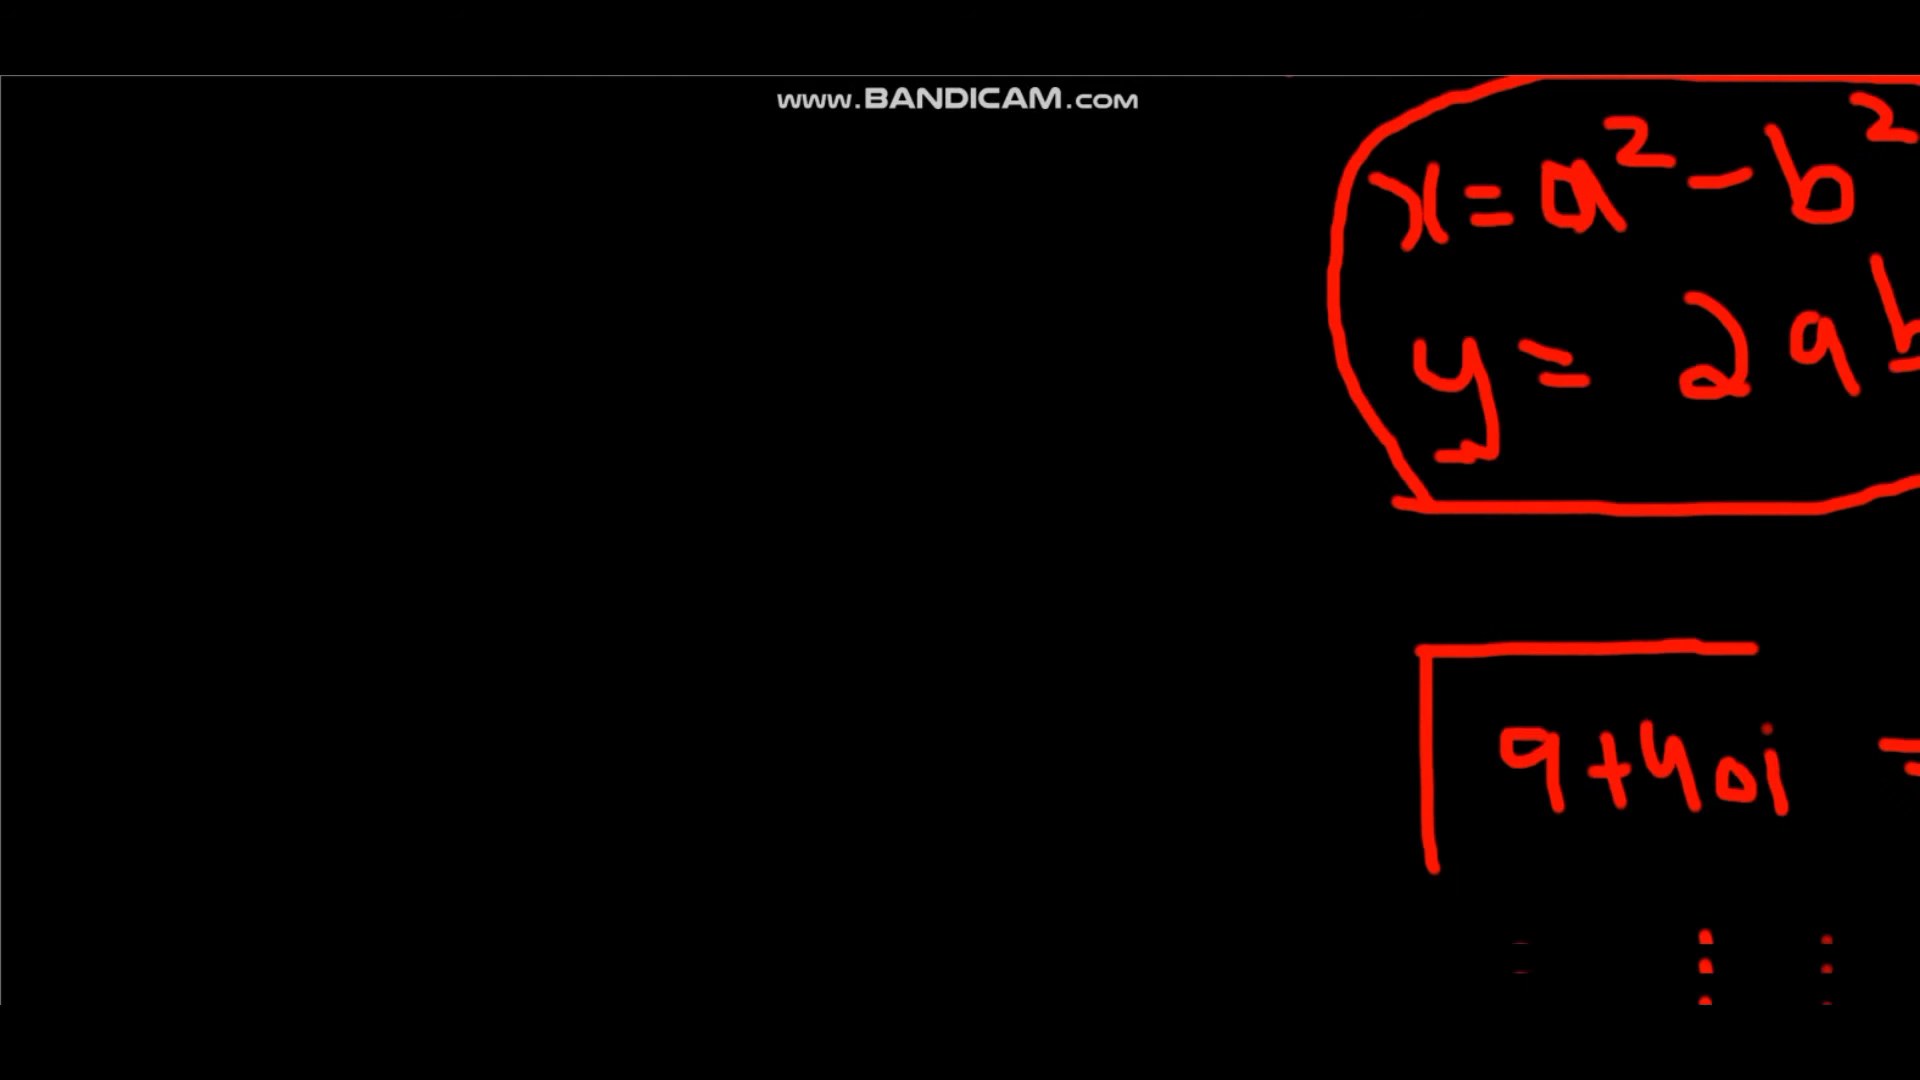 www.BANDICAM.com
x=a²-b²
y= 2ab
9+40i =